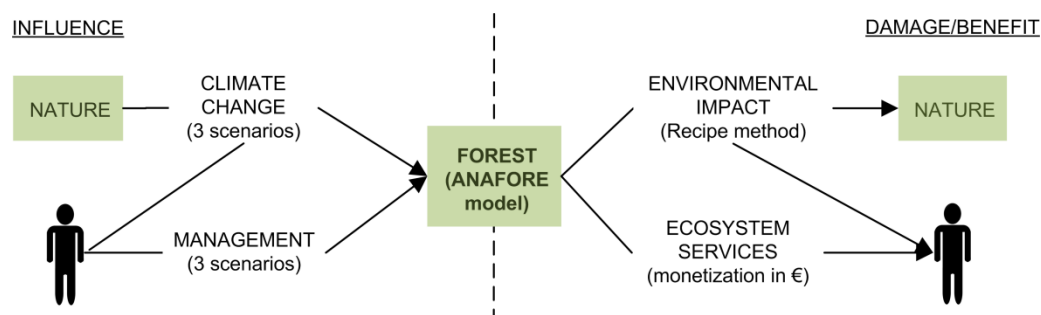 INFLUENCE
DAMAGE/BENEFIT
NATURE
CLIMATE
CHANGE
(3 scenarios)
MANAGEMENT
(3 scenarios)
FOREST
(ANAFORE
model)
ENVIRONMENTAL
IMPACT
(Recipe method)
ECOSYSTEM
SERVICES
(monetization in €)
NATURE